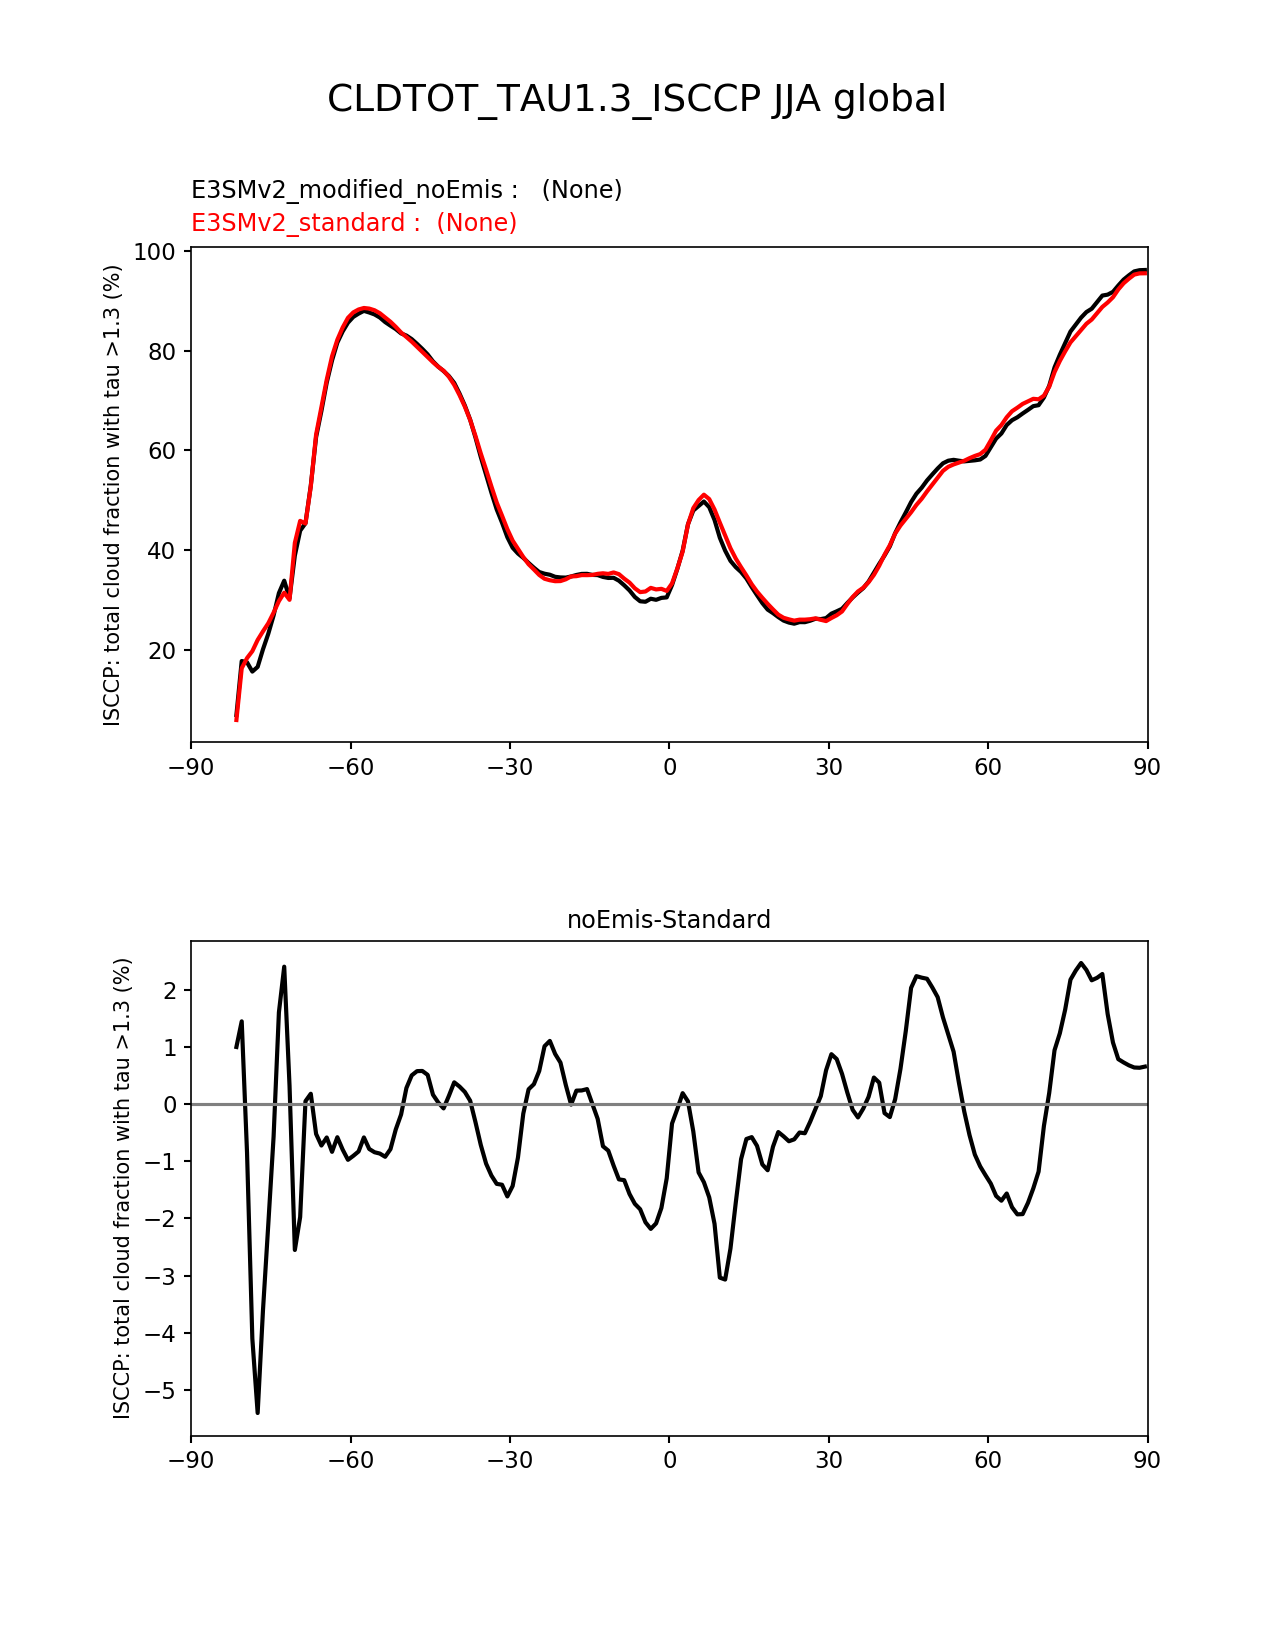 CLDTOT_TAU1.3_ISCCP JJA global
E3SMv2_modified_noEmis :   (None)
E3SMv2_standard :  (None)
ISCCP: total cloud fraction with tau >1.3 (%)
100
80
60
40
20
−90 −60 −30 0 30 60 90
noEmis-Standard
ISCCP: total cloud fraction with tau >1.3 (%)
2
1
0
−1
−2
−3
−4
−5
−90 −60 −30 0 30 60 90